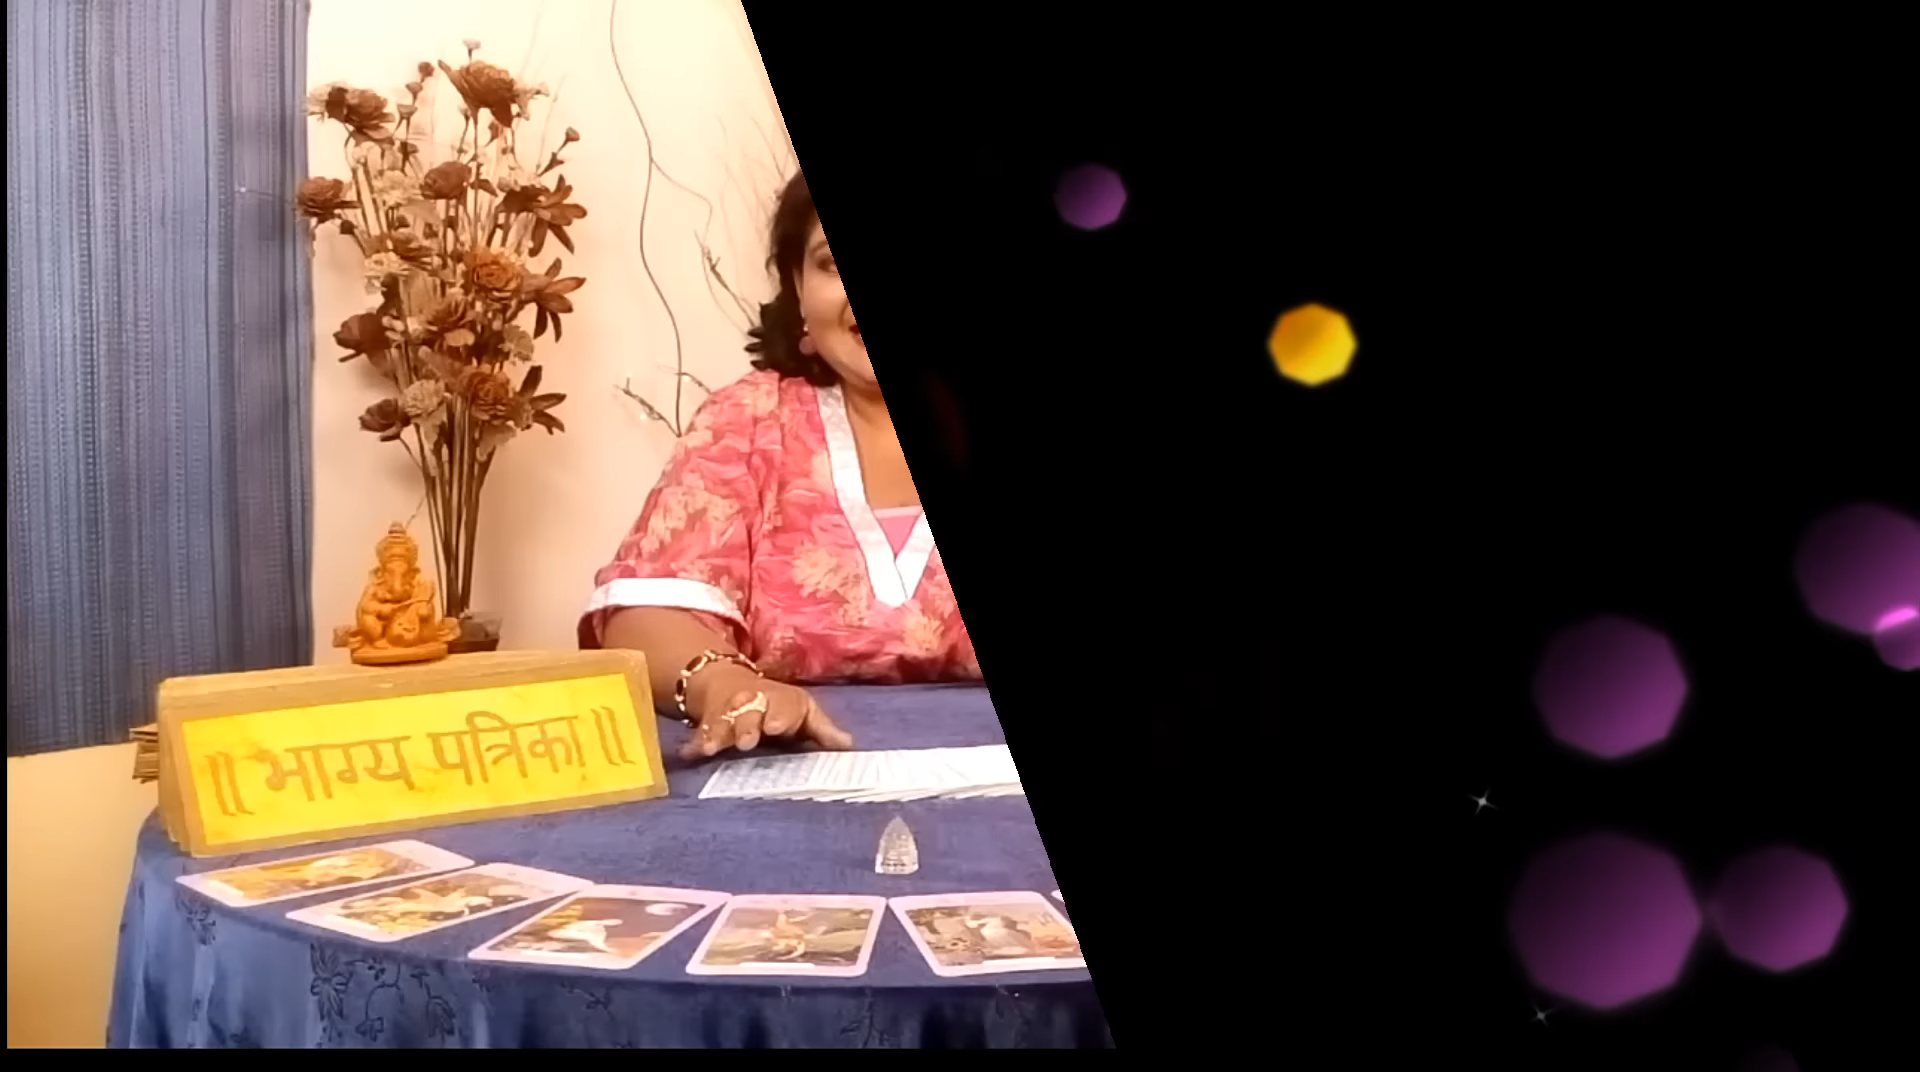 ॥ भाग्य पत्रिका ॥